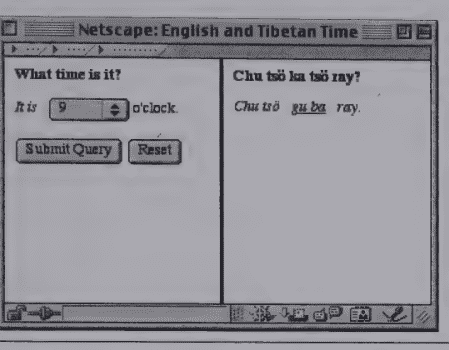 Netscape: English and Tibetan Time
What time is it?
It is 9 o'clock.
Submit Query Reset
Chu tsö ka tsö ray?
Chu tsö gu ba ray.